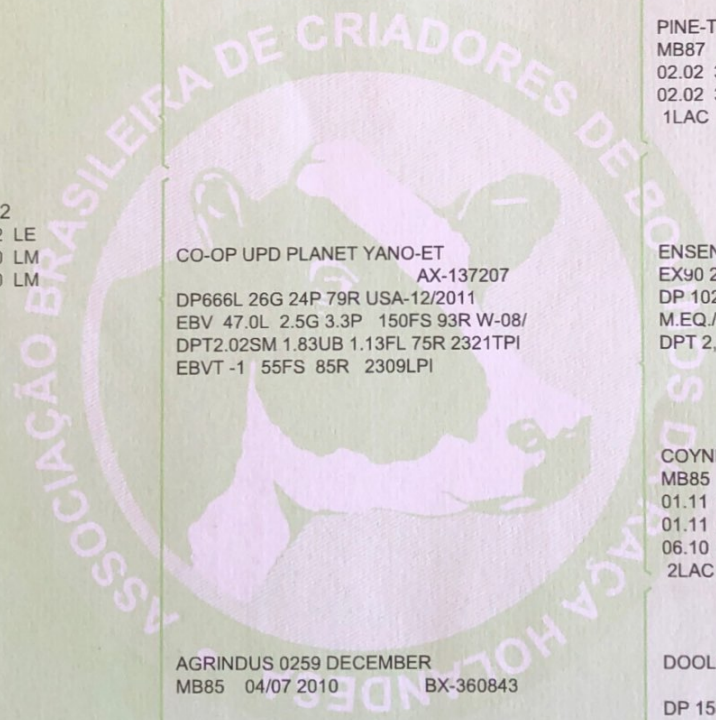 ASSOCIAÇÃO BRASILEIRA DE CRIADORES DE BOVINOS DA RAÇA HOLANDESA
2
2 LE
0 LM
0 LM
CO-OP UPD PLANET YANO-ET
AX-137207
DP666L 26G 24P 79R USA-12/2011
EBV 47.0L 2.5G 3.3P 150FS 93R W-08/
DPT2.02SM 1.83UB 1.13FL 75R 2321TPI
EBVT -1 55FS 85R 2309LPI
AGRINDUS 0259 DECEMBER
MB85 04/07 2010 BX-360843
PINE-T
MB87
02.02
02.02
1LAC
ENSEN
EX90 2
DP 102
M.EQ./
DPT 2,
COYN
MB85
01.11
01.11
06.10
2LAC
DOOL
DP 15